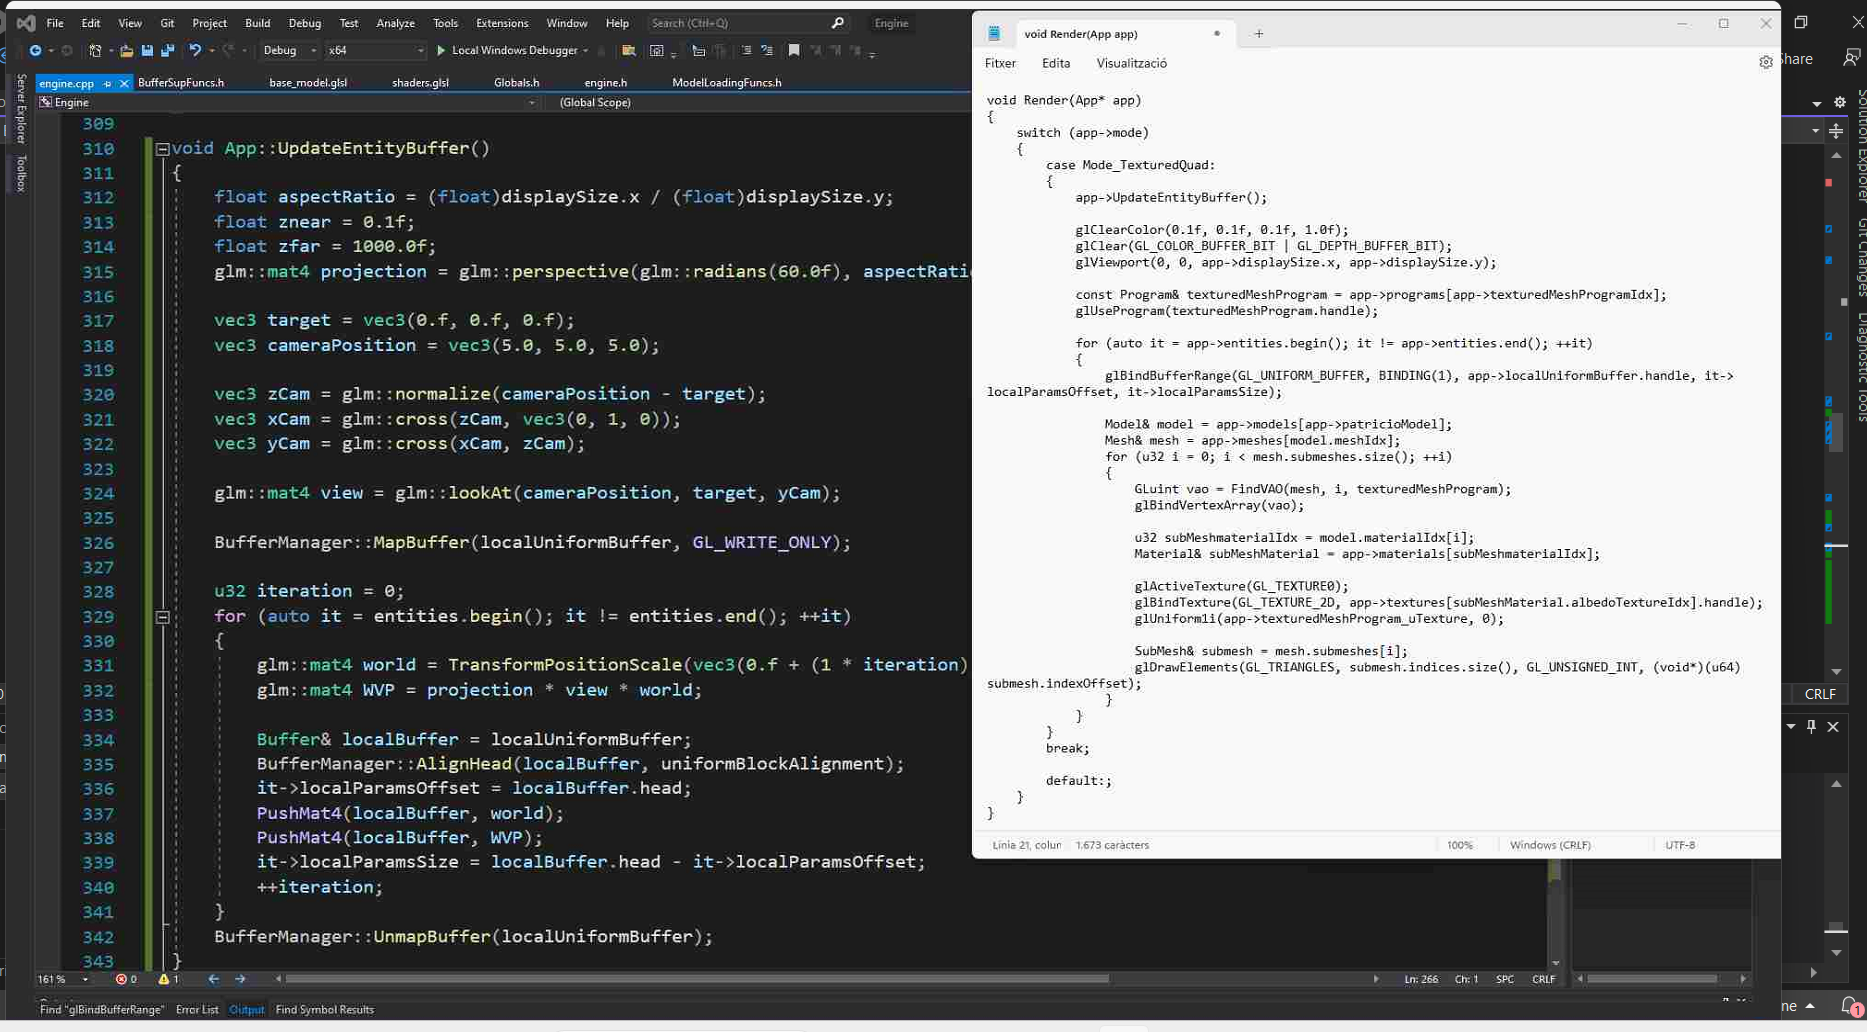 File Edit View Git Project Build Debug Test Analyze Tools Extensions Window Help Search (Ctrl+Q) Engine
Debug x64 Local Windows Debugger
engine.cpp BufferSupFuncs.h base_model.glsl shaders.glsl Globals.h engine.h ModelLoadingFuncs.h
Engine (Global Scope)
Server Explorer
Toolbox
309
310 void App::UpdateEntityBuffer()
311 {
312 float aspectRatio = (float)displaySize.x / (float)displaySize.y;
313 float znear = 0.1f;
314 float zfar = 1000.0f;
315 glm::mat4 projection = glm::perspective(glm::radians(60.0f), aspectRatio
316
317 vec3 target = vec3(0.f, 0.f, 0.f);
318 vec3 cameraPosition = vec3(5.0, 5.0, 5.0);
319
320 vec3 zCam = glm::normalize(cameraPosition - target);
321 vec3 xCam = glm::cross(zCam, vec3(0, 1, 0));
322 vec3 yCam = glm::cross(xCam, zCam);
323
324 glm::mat4 view = glm::lookAt(cameraPosition, target, yCam);
325
326 BufferManager::MapBuffer(localUniformBuffer, GL_WRITE_ONLY);
327
328 u32 iteration = 0;
329 for (auto it = entities.begin(); it != entities.end(); ++it)
330 {
331 glm::mat4 world = TransformPositionScale(vec3(0.f + (1 * iteration)
332 glm::mat4 WVP = projection * view * world;
333
334 Buffer& localBuffer = localUniformBuffer;
335 BufferManager::AlignHead(localBuffer, uniformBlockAlignment);
336 it->localParamsOffset = localBuffer.head;
337 PushMat4(localBuffer, world);
338 PushMat4(localBuffer, WVP);
339 it->localParamsSize = localBuffer.head - it->localParamsOffset;
340 ++iteration;
341 }
342 BufferManager::UnmapBuffer(localUniformBuffer);
343 }
161 % 0 1 Ln: 266 Ch: 1 SPC CRLF
Find "glBindBufferRange" Error List Output Find Symbol Results
void Render(App app)
Fitxer Edita Visualització
void Render(App* app)
{
switch (app->mode)
{
case Mode_TexturedQuad:
{
app->UpdateEntityBuffer();
glClearColor(0.1f, 0.1f, 0.1f, 1.0f);
glClear(GL_COLOR_BUFFER_BIT | GL_DEPTH_BUFFER_BIT);
glViewport(0, 0, app->displaySize.x, app->displaySize.y);
const Program& texturedMeshProgram = app->programs[app->texturedMeshProgramIdx];
glUseProgram(texturedMeshProgram.handle);
for (auto it = app->entities.begin(); it != app->entities.end(); ++it)
{
glBindBufferRange(GL_UNIFORM_BUFFER, BINDING(1), app->localUniformBuffer.handle, it->
localParamsOffset, it->localParamsSize);
Model& model = app->models[app->patricioModel];
Mesh& mesh = app->meshes[model.meshIdx];
for (u32 i = 0; i < mesh.submeshes.size(); ++i)
{
GLuint vao = FindVAO(mesh, i, texturedMeshProgram);
glBindVertexArray(vao);
u32 subMeshmaterialIdx = model.materialIdx[i];
Material& subMeshMaterial = app->materials[subMeshmaterialIdx];
glActiveTexture(GL_TEXTURE0);
glBindTexture(GL_TEXTURE_2D, app->textures[subMeshMaterial.albedoTextureIdx].handle);
glUniform1i(app->texturedMeshProgram_uTexture, 0);
SubMesh& submesh = mesh.submeshes[i];
glDrawElements(GL_TRIANGLES, submesh.indices.size(), GL_UNSIGNED_INT, (void*)(u64)
submesh.indexOffset);
}
}
}
break;
default:;
}
}
Línia 21, colun 1.673 caràcters 100% Windows (CRLF) UTF-8
Share
Solution Explorer
Git Changes
Diagnostic Tools
CRLF
ne 1